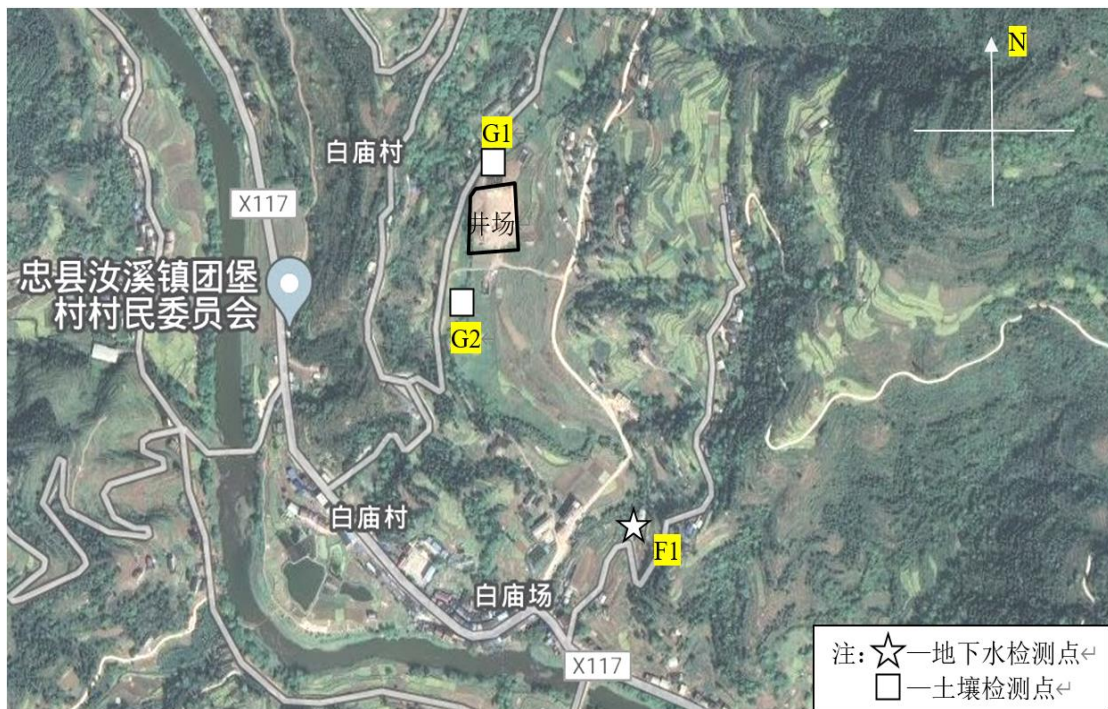 N
G1
白庙村
X117
井场
忠县汝溪镇团堡
村村民委员会
G2
白庙村
F1
白庙场
X117
注：☆—地下水检测点↵
□—土壤检测点↵